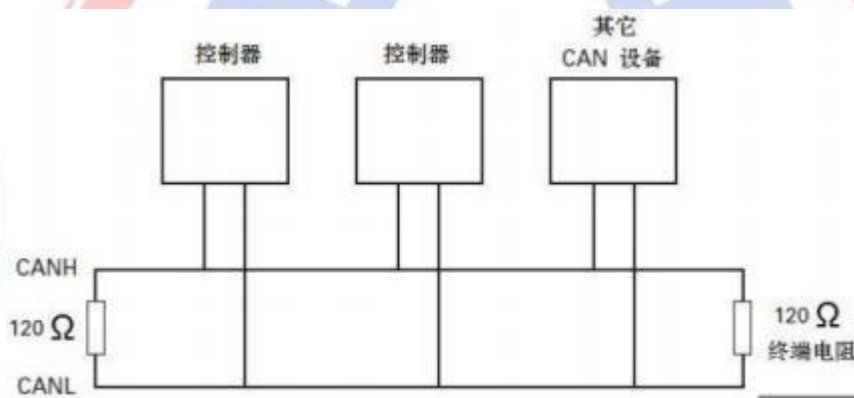 控制器
控制器
其它
CAN 设备
CANH
120 Ω
CANL
120 Ω
终端电阻